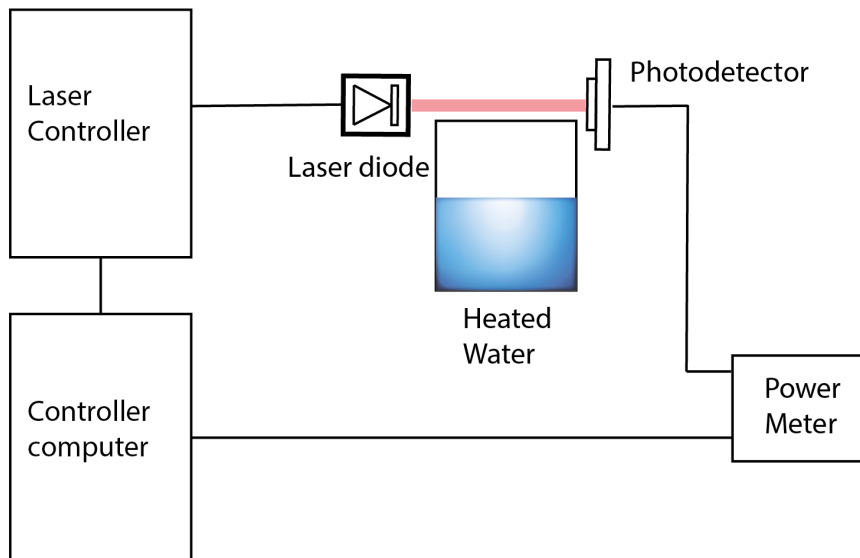 Laser
Controller
Laser diode
Photodetector
Heated
Water
Controller
computer
Power
Meter